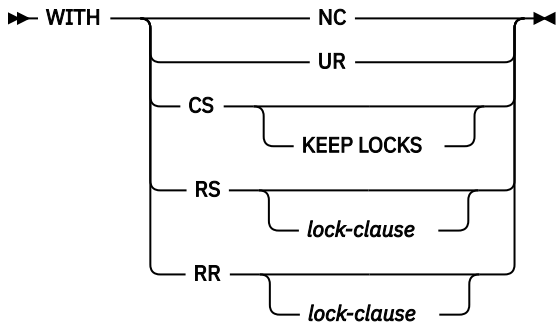 WITH NC
UR
CS
KEEP LOCKS
RS
lock-clause
RR
lock-clause